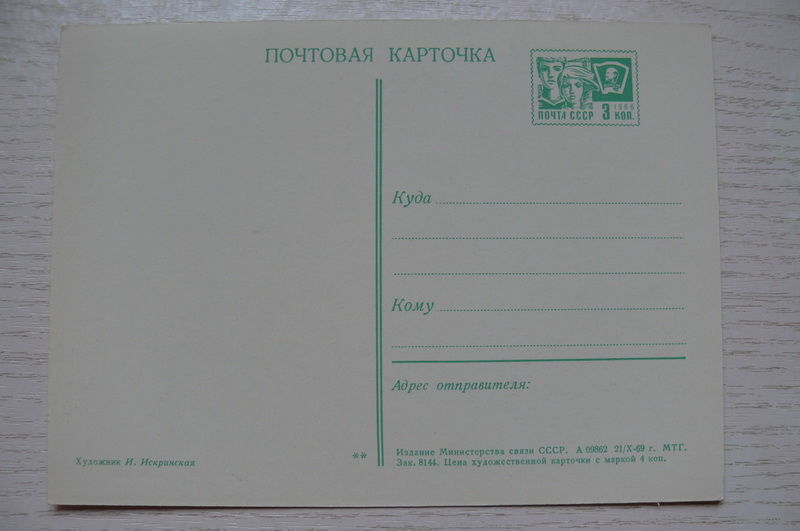 ПОЧТОВАЯ КАРТОЧКА
1966
ПОЧТА СССР 3 КОП.
Куда
Кому
Адрес отправителя:
Художник И. Искринская
**
Издание Министерства связи СССР. А 09862 21/X-69 г. МТГ.
Зак. 8144. Цена художественной карточки с маркой 4 коп.